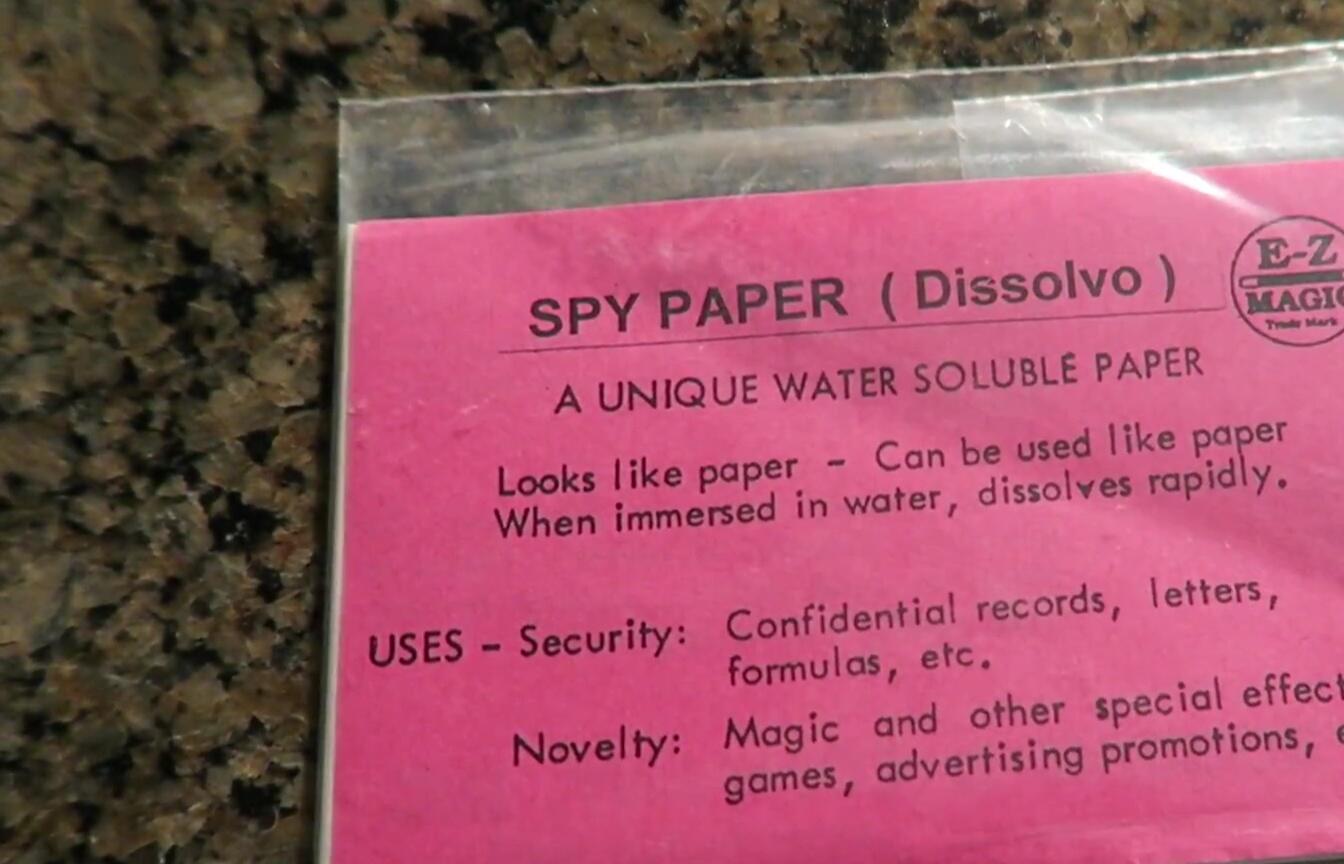 SPY PAPER ( Dissolvo )
E-Z
MAGIC
Trade Mark
A UNIQUE WATER SOLUBLE PAPER
Looks like paper - Can be used like paper
When immersed in water, dissolves rapidly.
USES - Security: Confidential records, letters,
formulas, etc.
Novelty: Magic and other special effect
games, advertising promotions, e